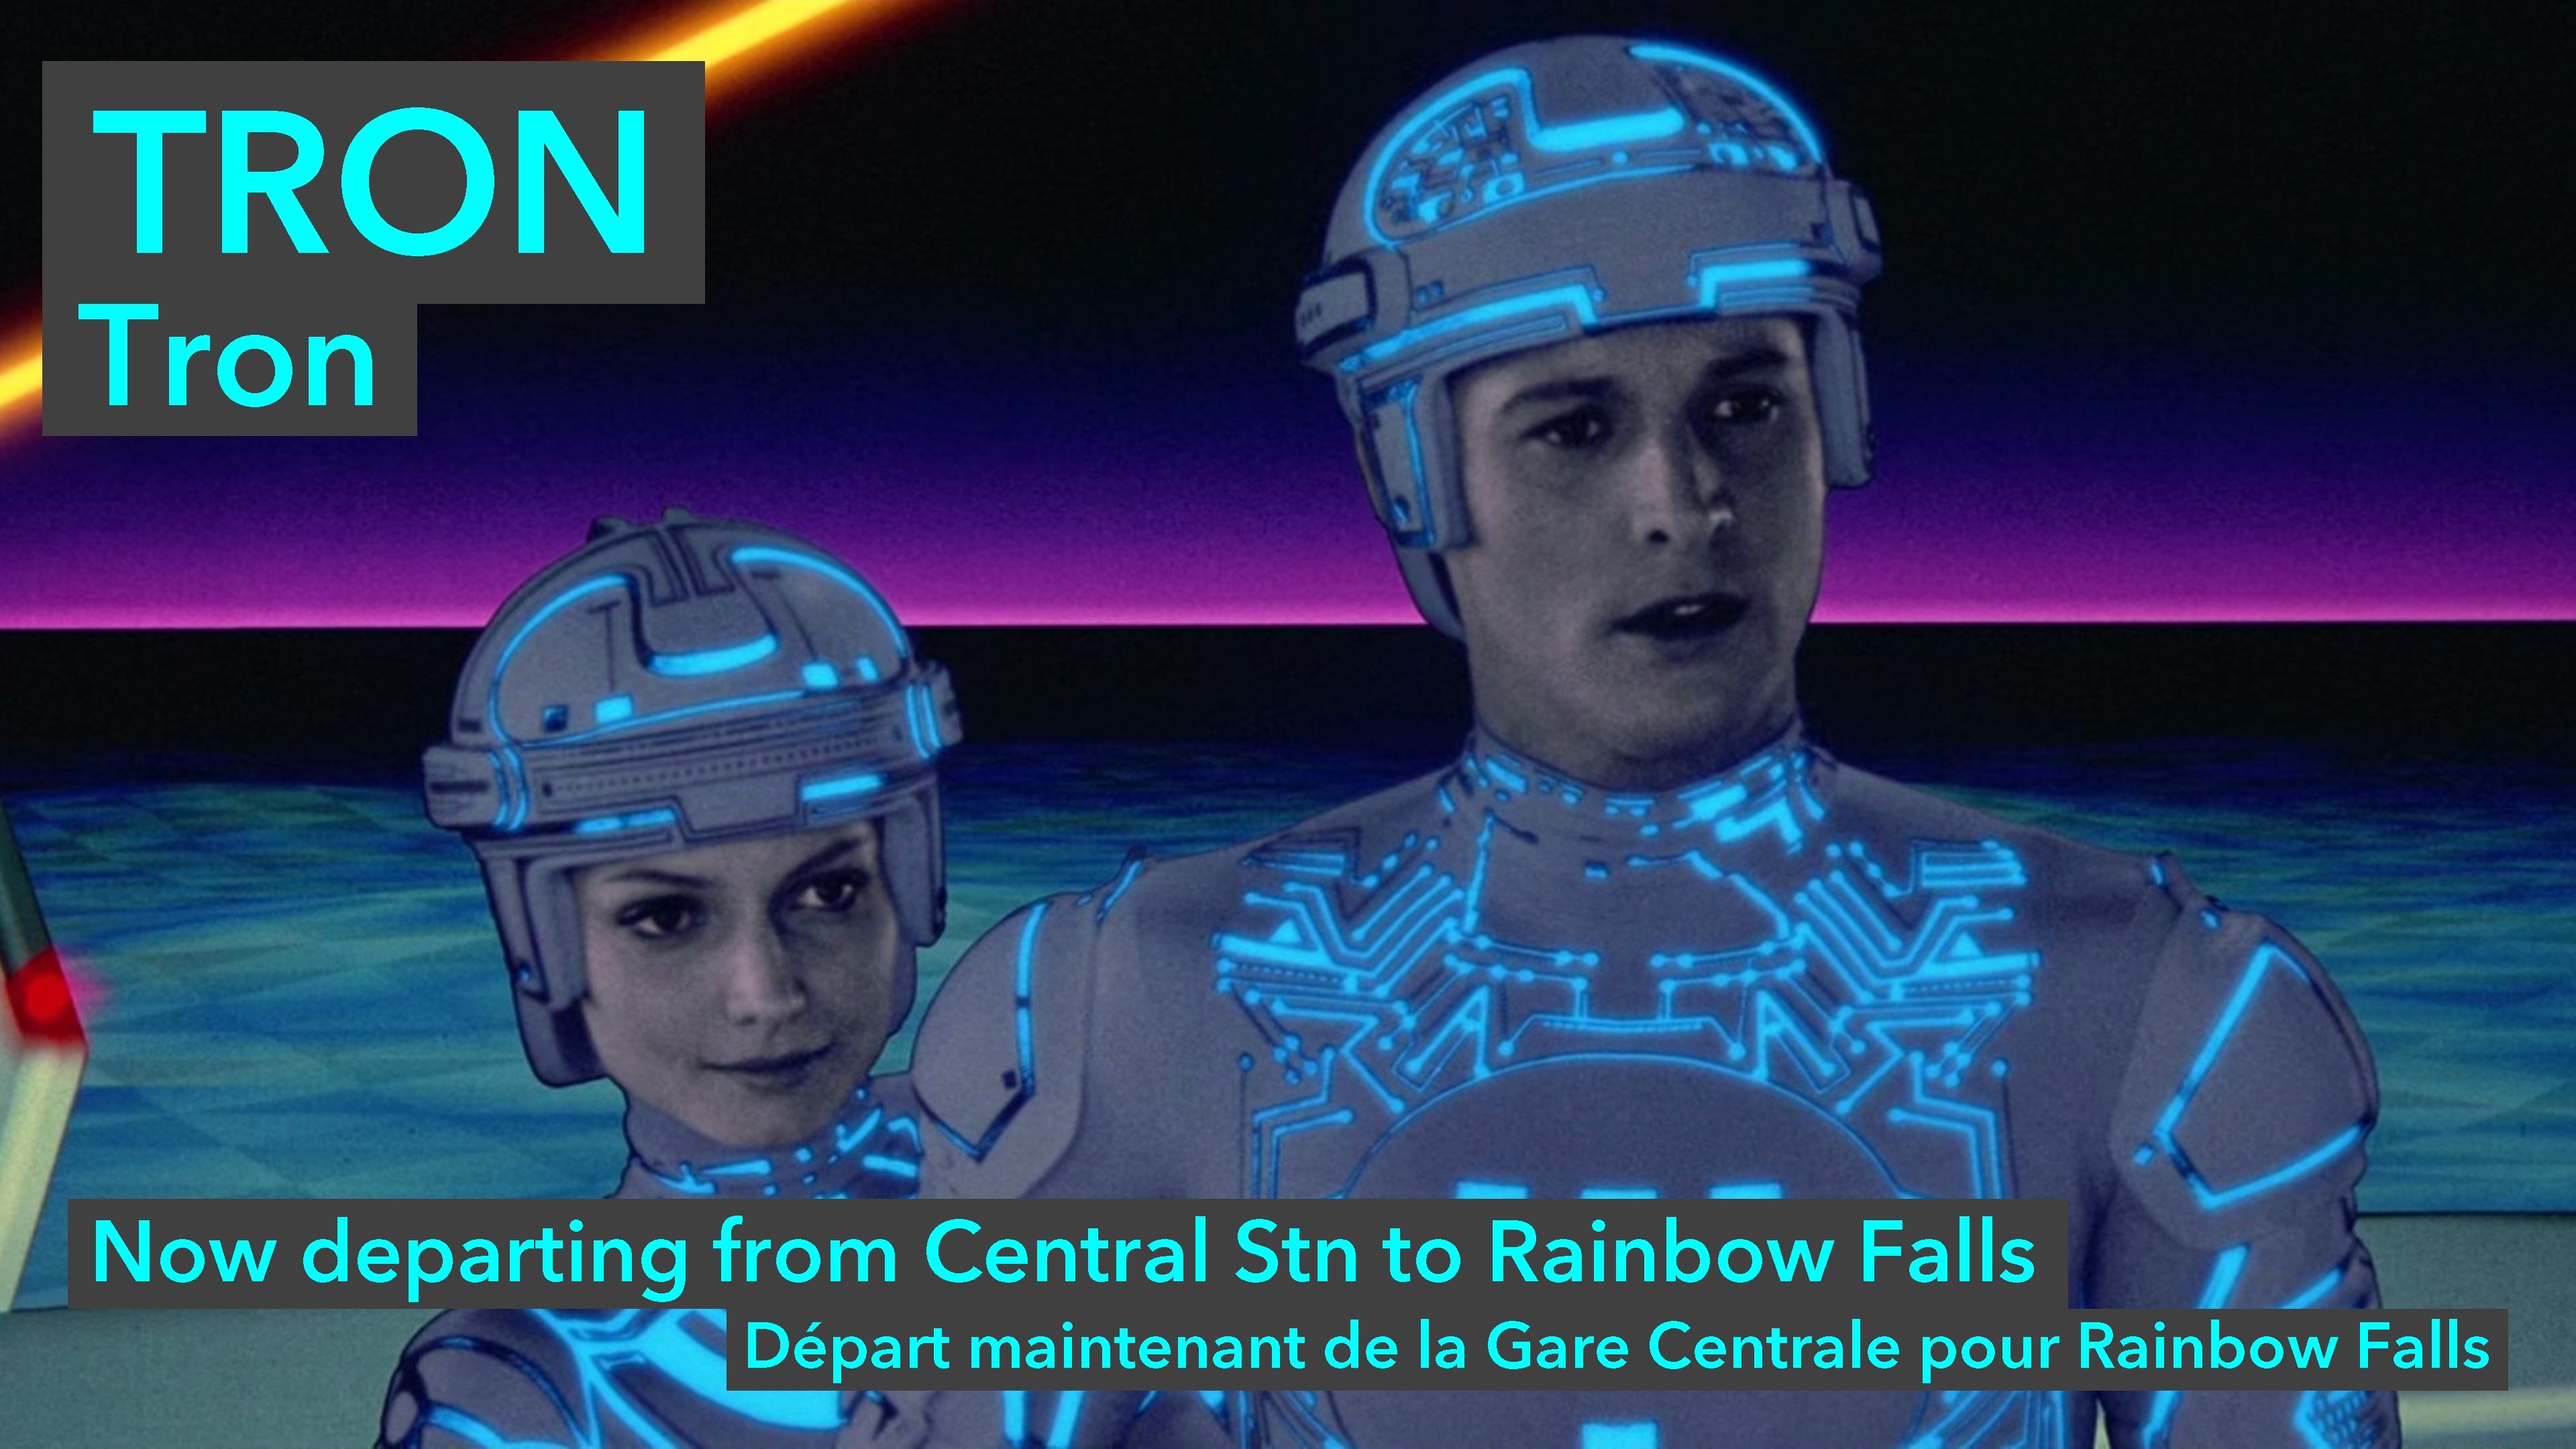 TRON
Tron
Now departing from Central Stn to Rainbow Falls
Départ maintenant de la Gare Centrale pour Rainbow Falls